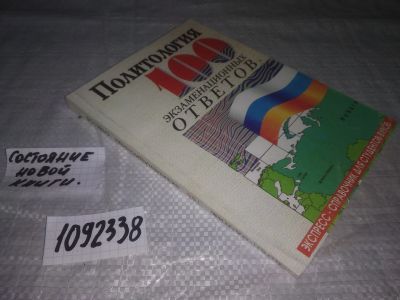 Политология
100
ЭКЗАМЕНАЦИОННЫХ
ОТВЕТОВ
ЭКСПРЕСС-СПРАВОЧНИК ДЛЯ СТУДЕНТОВ ВУЗОВ
СОСТОЯНИЕ
НОВОЙ
КНИГИ.
1092338